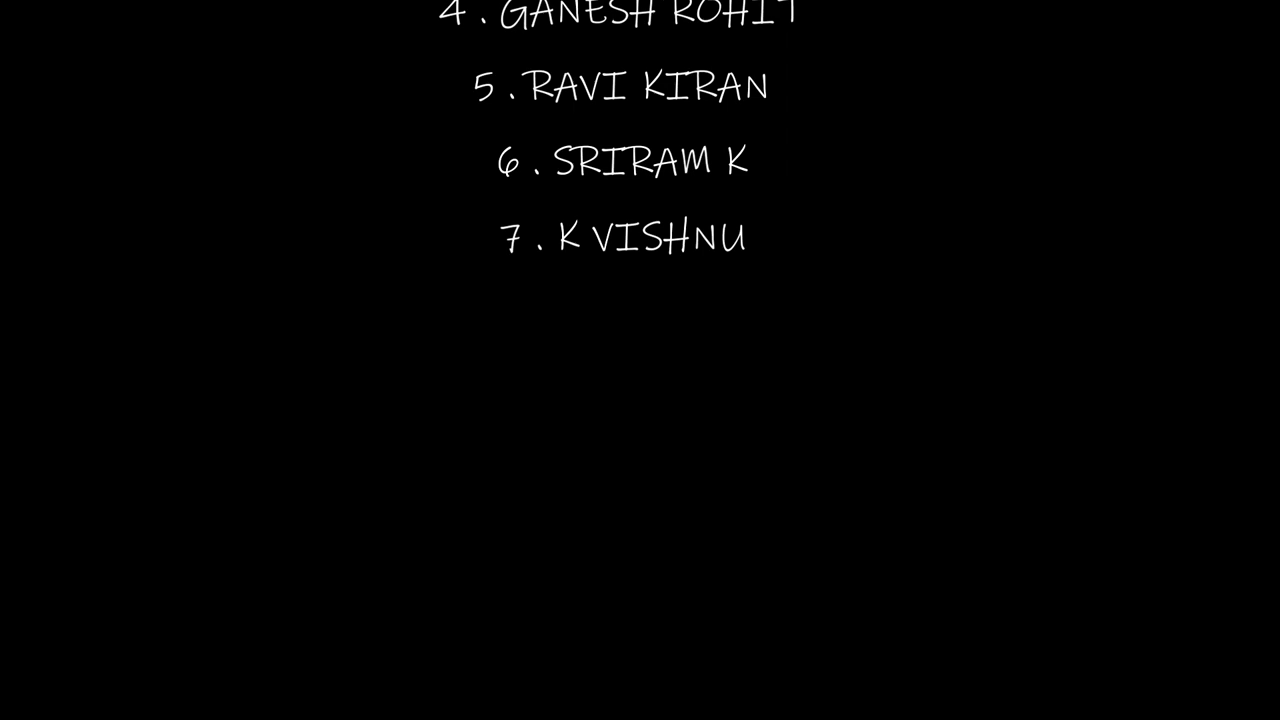 4 . GANESH ROHIT
5 . RAVI KIRAN
6 . SRIRAM K
7 . K VISHNU